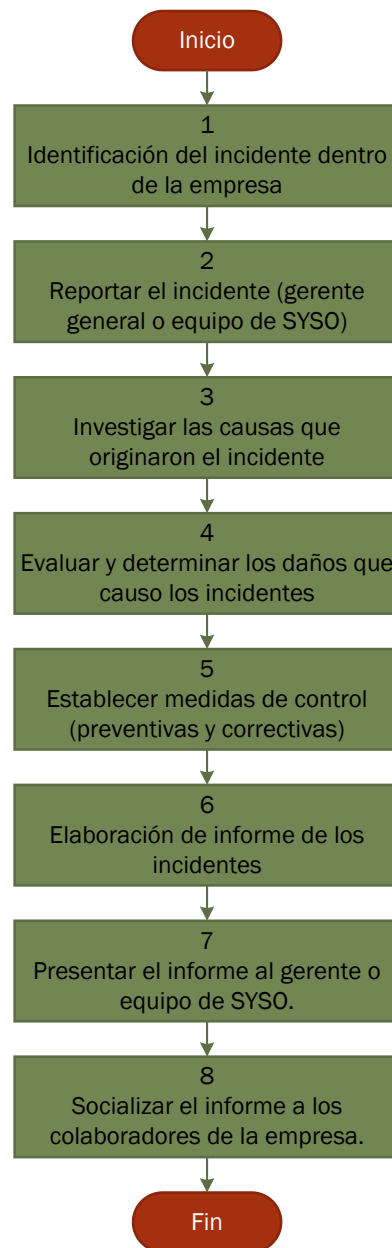 Inicio
1
Identificación del incidente dentro
de la empresa
2
Reportar el incidente (gerente
general o equipo de SYSO)
3
Investigar las causas que
originaron el incidente
4
Evaluar y determinar los daños que
causo los incidentes
5
Establecer medidas de control
(preventivas y correctivas)
6
Elaboración de informe de los
incidentes
7
Presentar el informe al gerente o
equipo de SYSO.
8
Socializar el informe a los
colaboradores de la empresa.
Fin